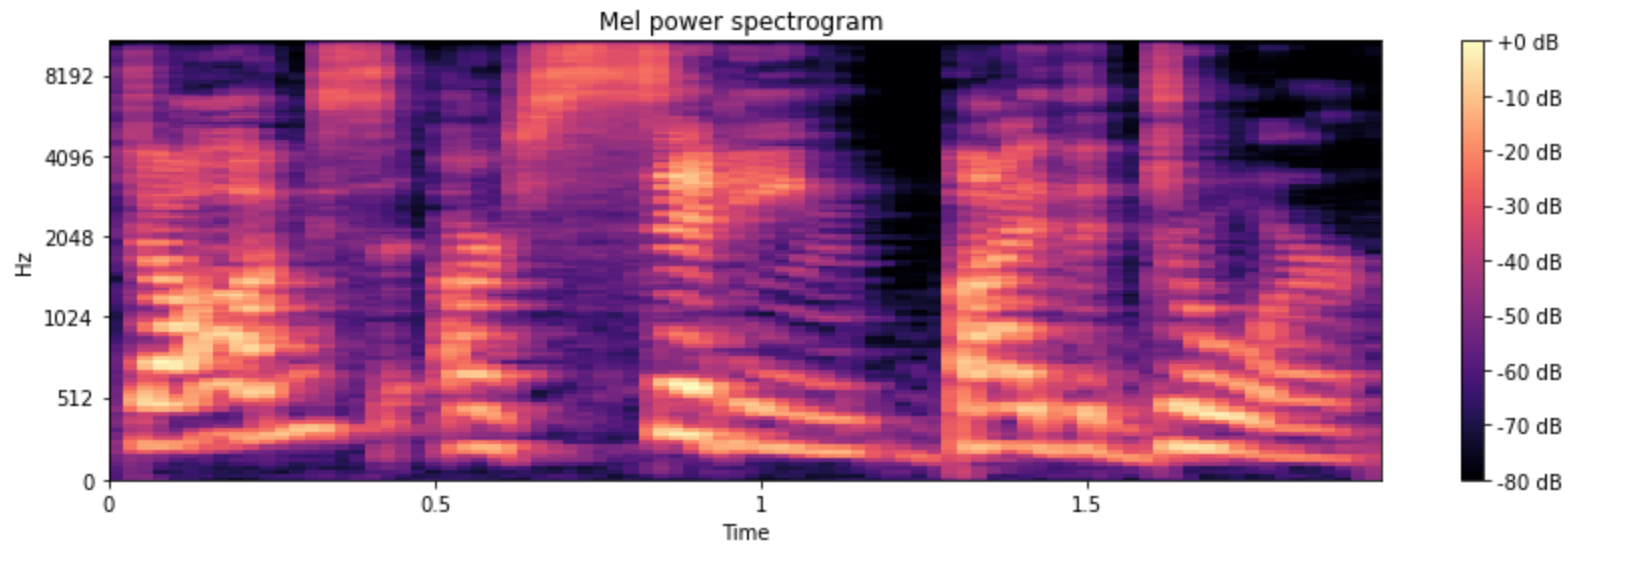 Mel power spectrogram
Hz
8192
4096
2048
1024
512
0
0
0.5
1
1.5
Time
+0 dB
-10 dB
-20 dB
-30 dB
-40 dB
-50 dB
-60 dB
-70 dB
-80 dB